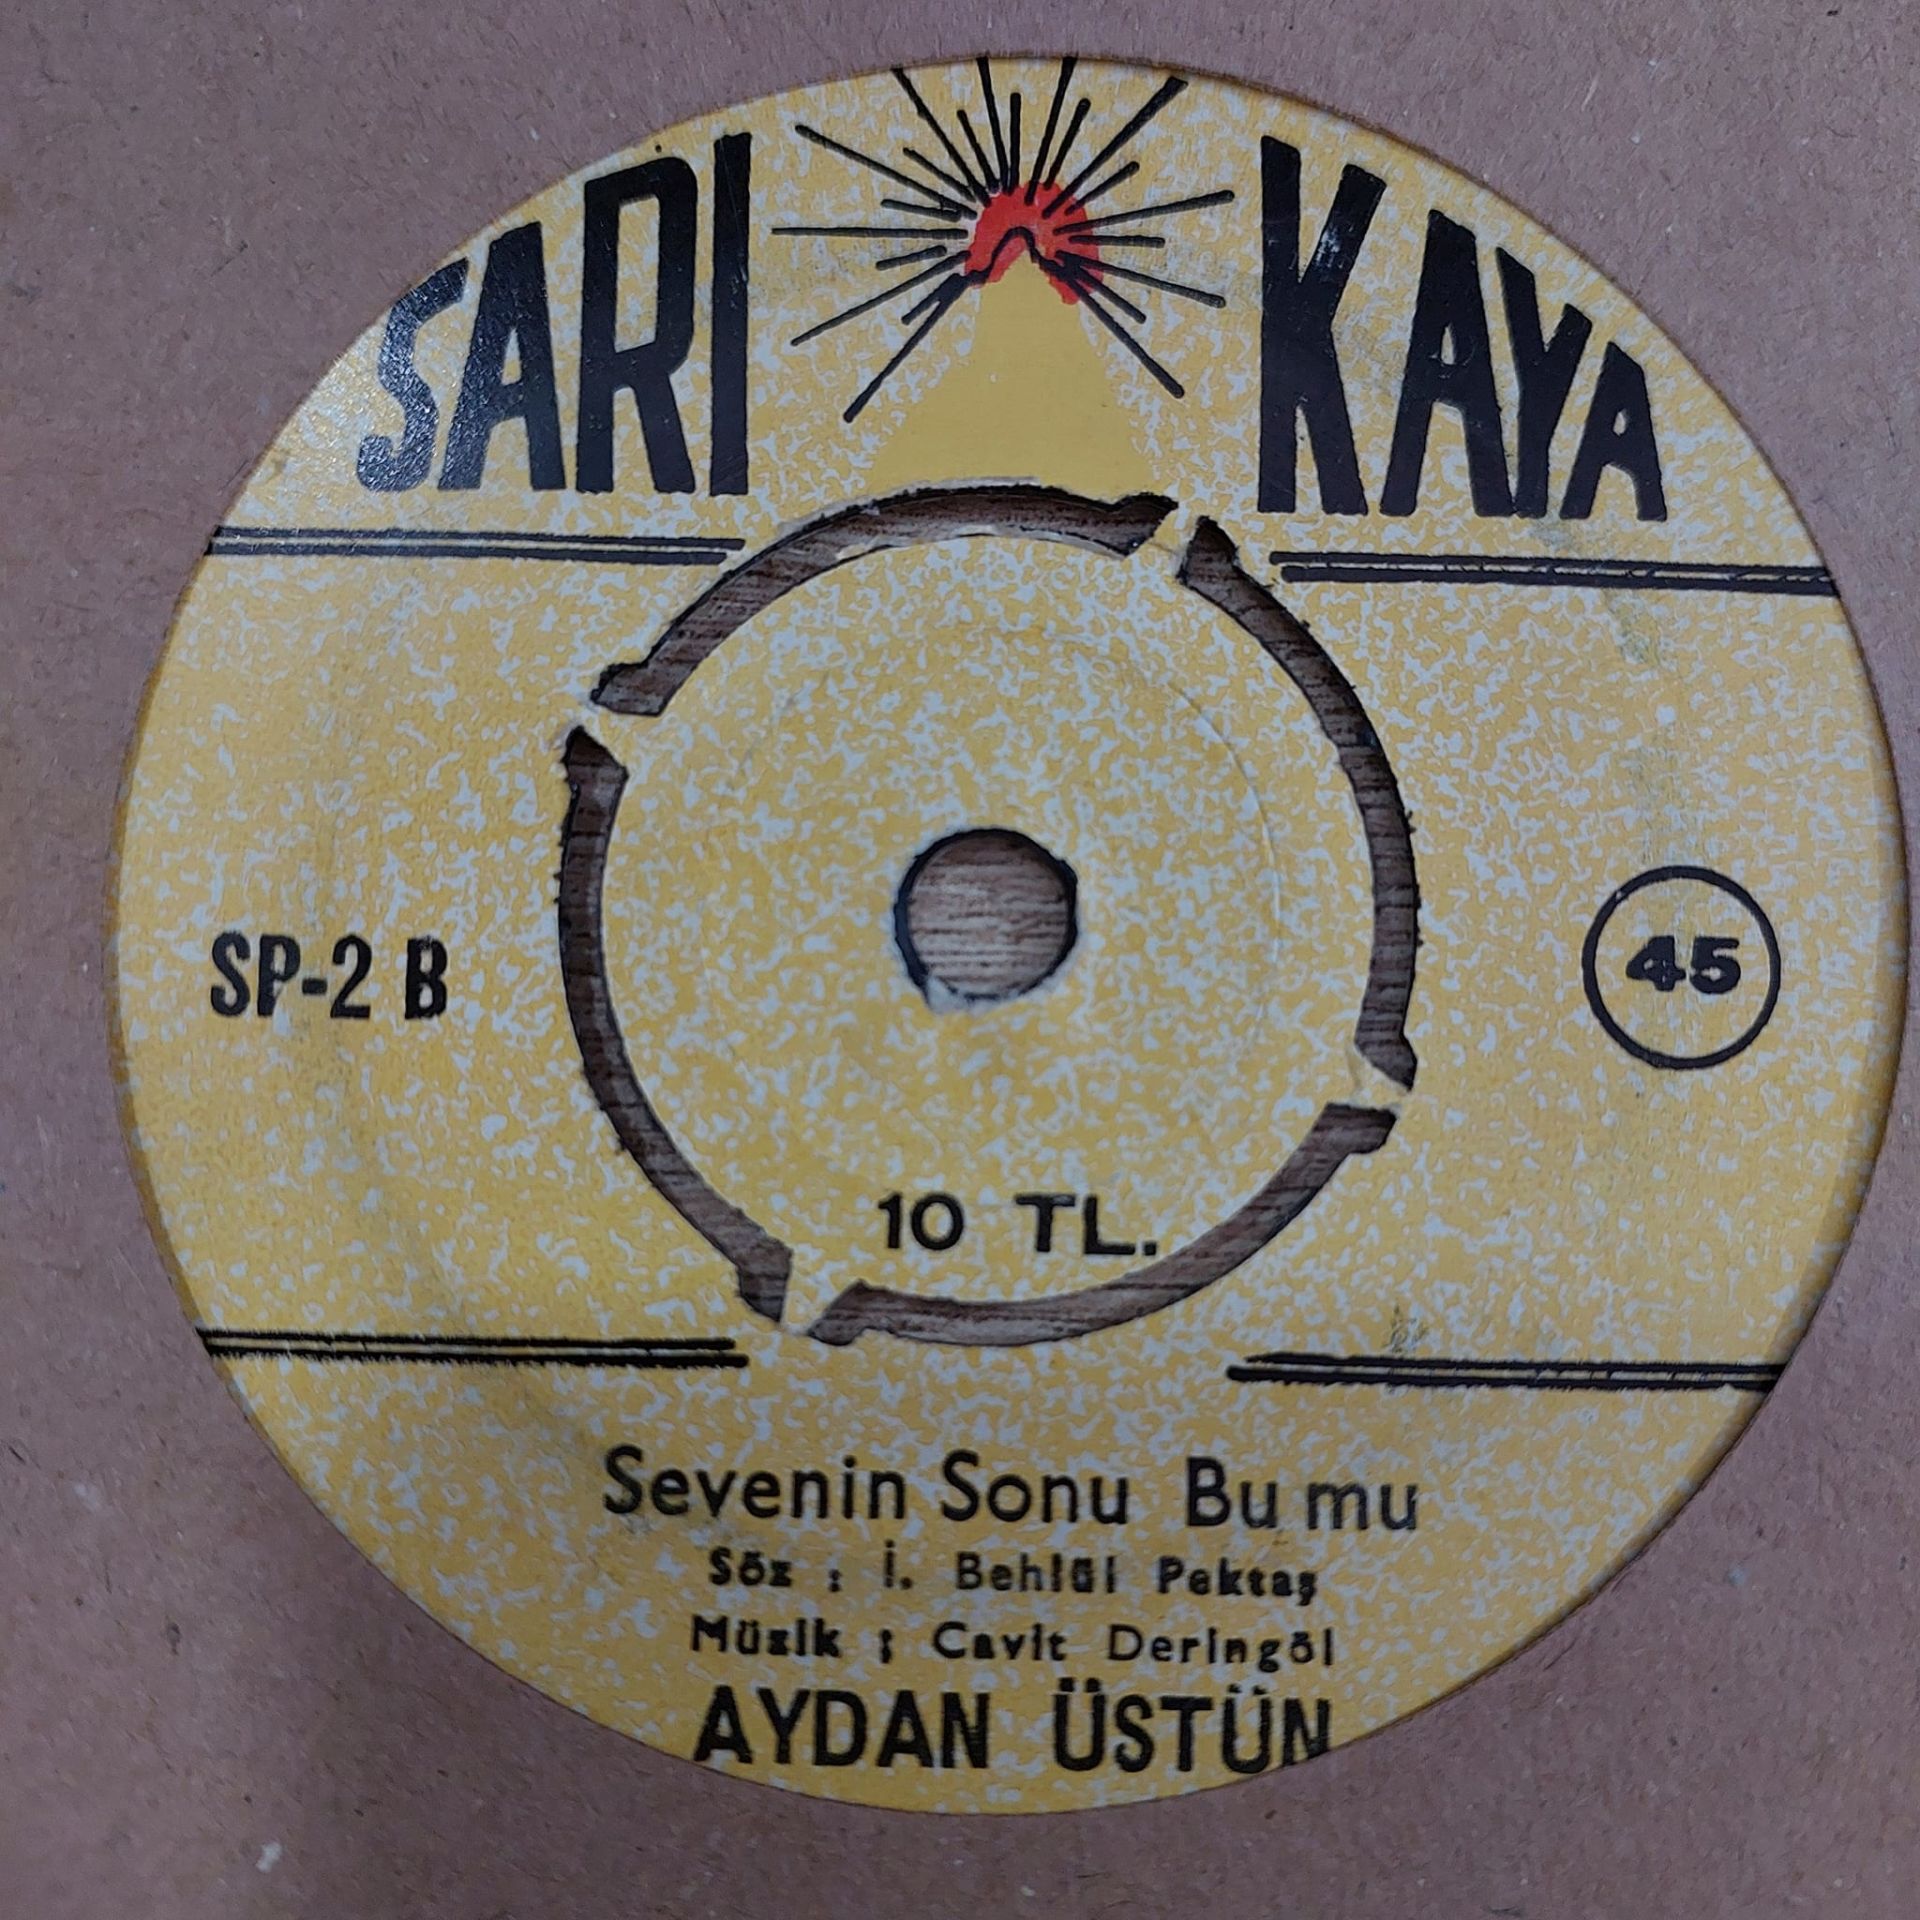 SARI KAYA
SP-2 B
45
10 TL.
Sevenin Sonu Bu mu
Söz : İ. Behlül Pektaş
Müzik : Cavit Deringöl
AYDAN ÜSTÜN